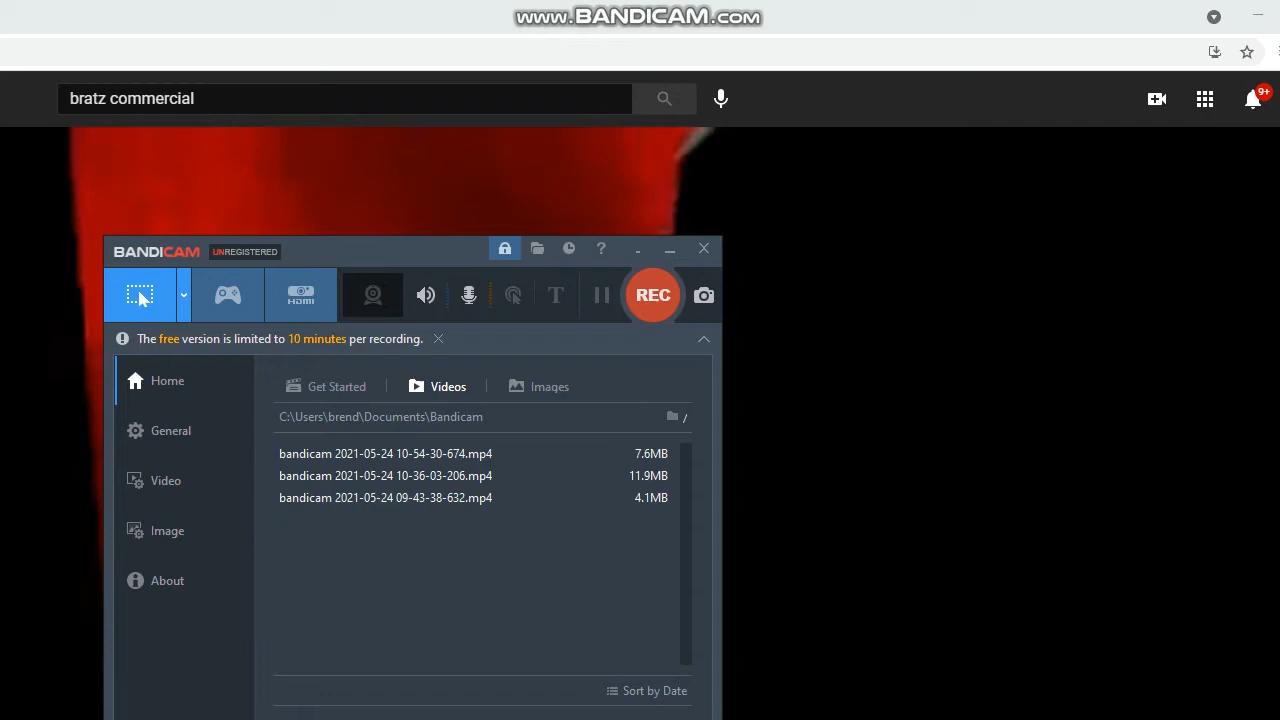 www.BANDICAM.com
bratz commercial
9+
BANDICAM UNREGISTERED
HDMI
T
REC
The free version is limited to 10 minutes per recording.
Home
Get Started
Videos
Images
C:\Users\brend\Documents\Bandicam
/
General
bandicam 2021-05-24 10-54-30-674.mp4 7.6MB
bandicam 2021-05-24 10-36-03-206.mp4 11.9MB
Video
bandicam 2021-05-24 09-43-38-632.mp4 4.1MB
Image
About
Sort by Date